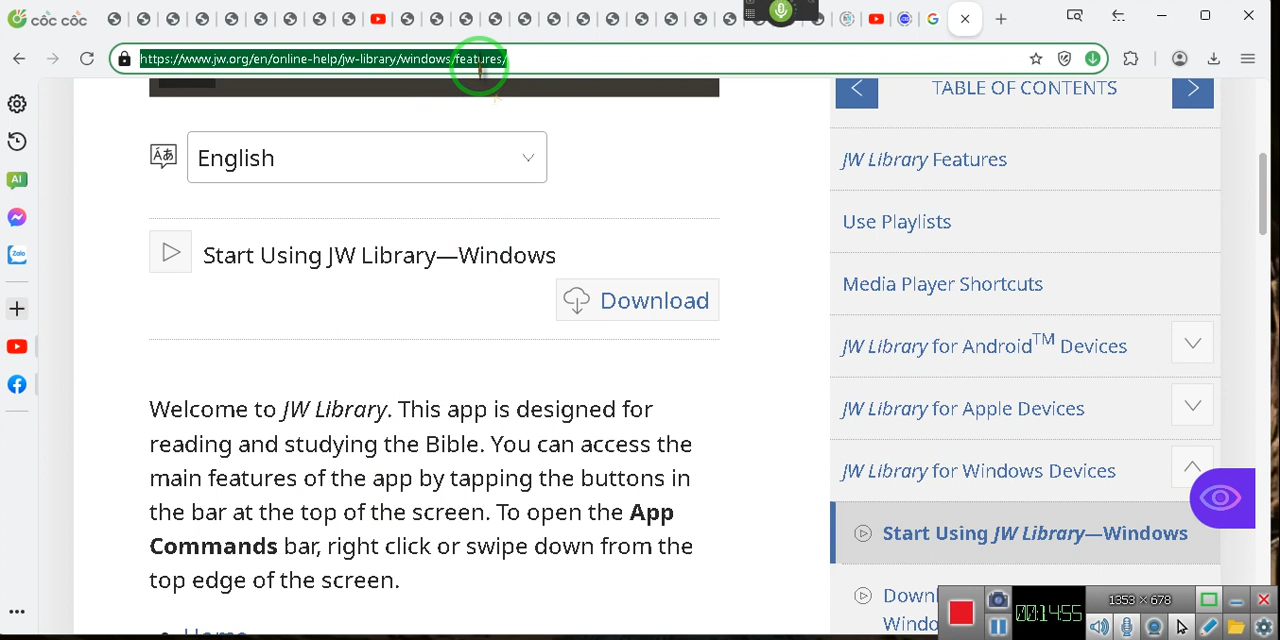 cốc cốc
https://www.jw.org/en/online-help/jw-library/windows/features/
AI
Zalo
English
Start Using JW Library—Windows
Download
Welcome to JW Library. This app is designed for
reading and studying the Bible. You can access the
main features of the app by tapping the buttons in
the bar at the top of the screen. To open the App
Commands bar, right click or swipe down from the
top edge of the screen.
Home
TABLE OF CONTENTS
JW Library Features
Use Playlists
Media Player Shortcuts
JW Library for Android™ Devices
JW Library for Apple Devices
JW Library for Windows Devices
Start Using JW Library—Windows
Down
Windo
1353 × 678
00:14:55